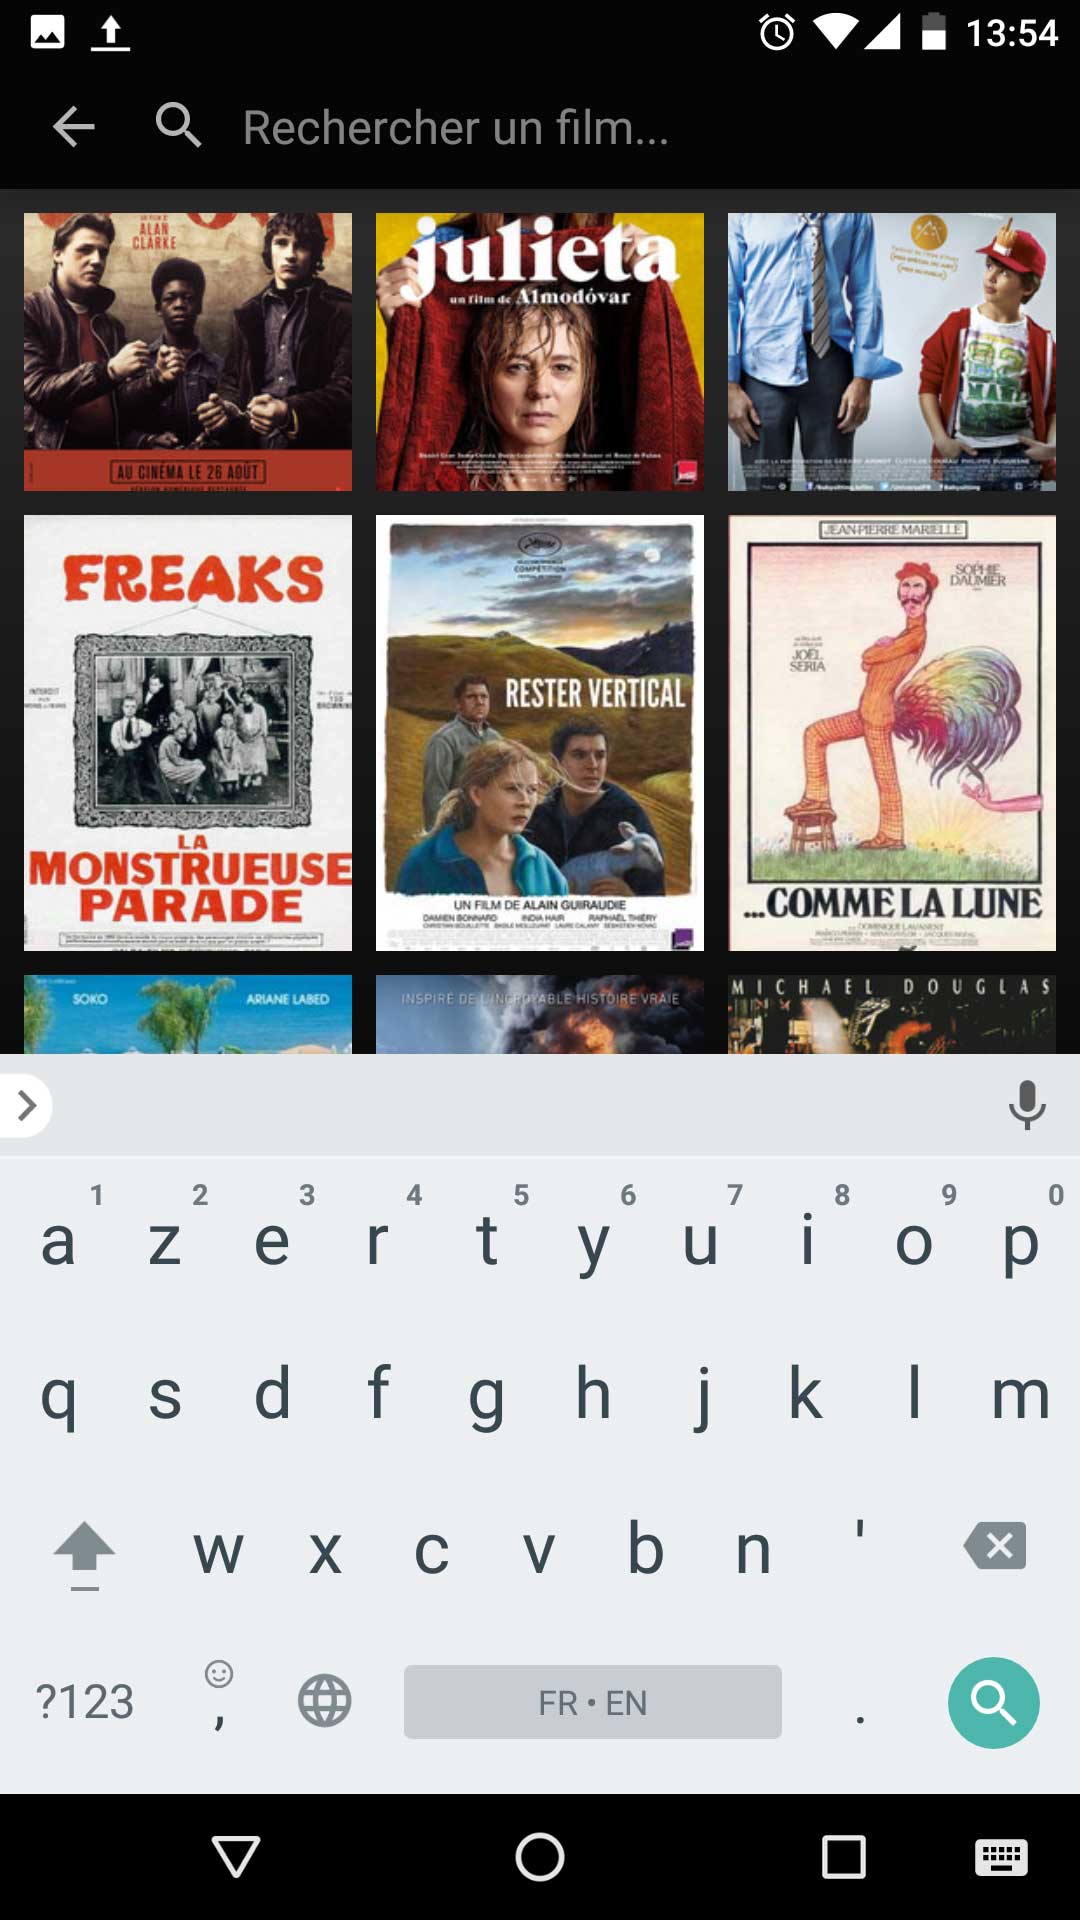 13:54
Rechercher un film...
UN FILM D'
ALAN
CLARKE
AU CINÉMA LE 26 AOÛT
julieta
un film de Almodóvar
FREAKS
LA
MONSTRUEUSE
PARADE
COMPÉTITION
RESTER VERTICAL
UN FILM DE ALAIN GUIRAUDIE
DAMIEN BONNARD INDIA HAIR RAPHAËL THIÉRY
JEAN-PIERRE MARIELLE
SOPHIE
DAUMIER
JOËL
SERIA
...COMME LA LUNE
SOKO ARIANE LABED
INSPIRÉ DE L'INCROYABLE HISTOIRE VRAIE
MICHAEL DOUGLAS
1 2 3 4 5 6 7 8 9 0
a z e r t y u i o p
q s d f g h j k l m
w x c v b n '
?123 , FR • EN .